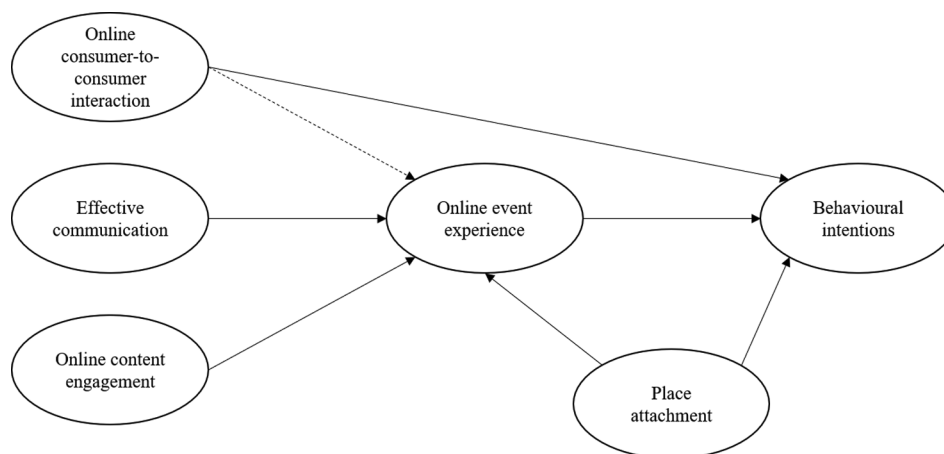 Online
consumer-to-
consumer
interaction
Effective
communication
Online event
experience
Behavioural
intentions
Online content
engagement
Place
attachment